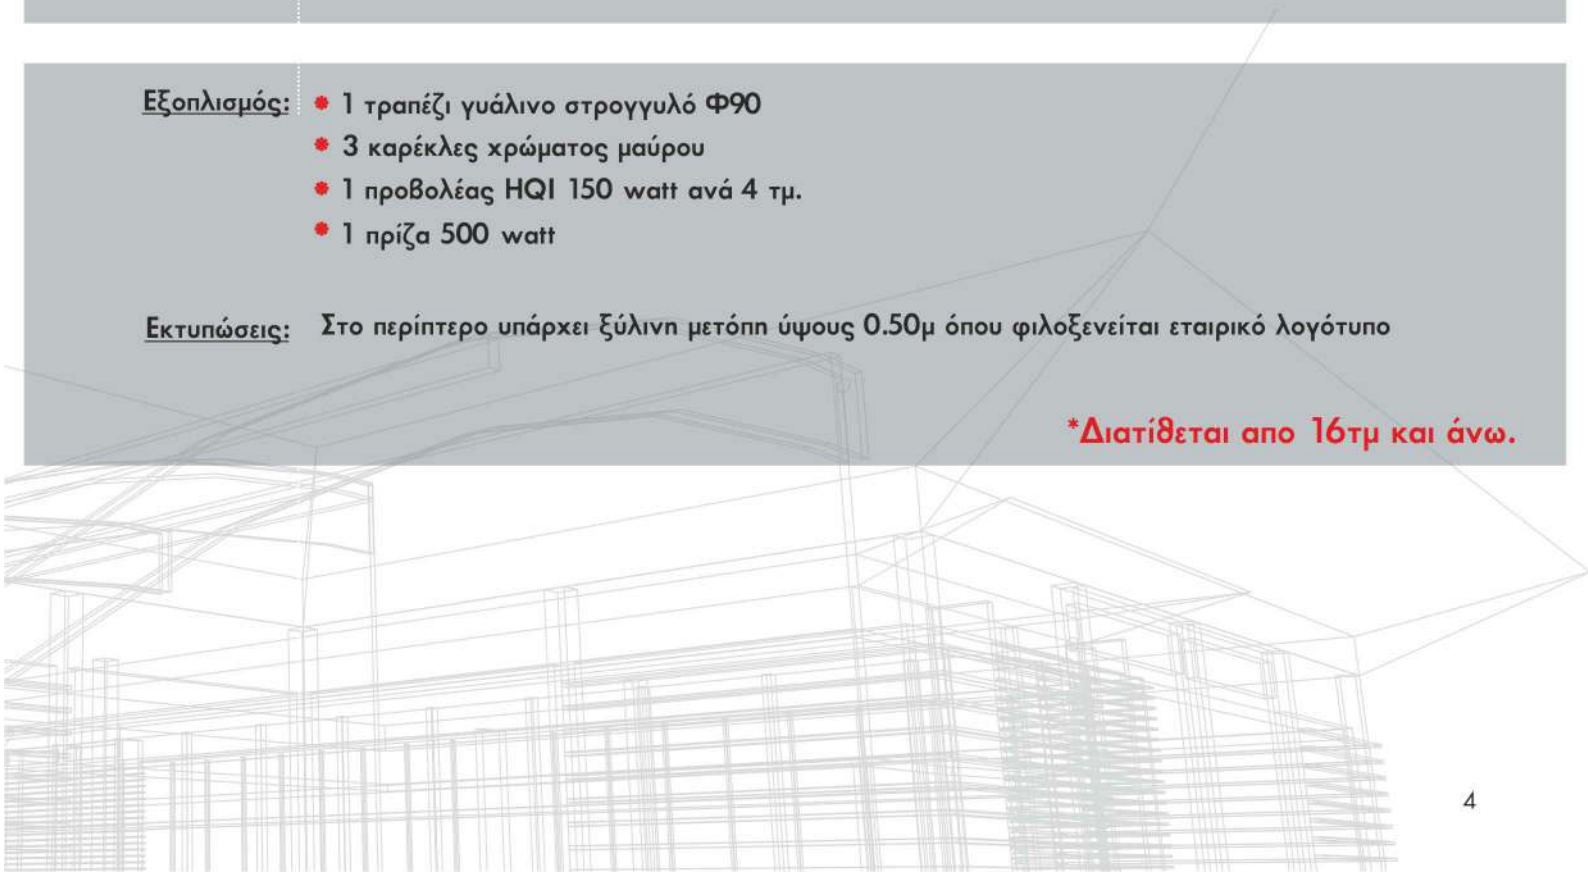 Εξοπλισμός: * 1 τραπέζι γυάλινο στρογγυλό Φ90
* 3 καρέκλες χρώματος μαύρου
* 1 προβολέας HQI 150 watt ανά 4 τμ.
* 1 πρίζα 500 watt
Εκτυπώσεις: Στο περίπτερο υπάρχει ξύλινη μετόπη ύψους 0.50μ όπου φιλοξενείται εταιρικό λογότυπο
*Διατίθεται απο 16τμ και άνω.
4